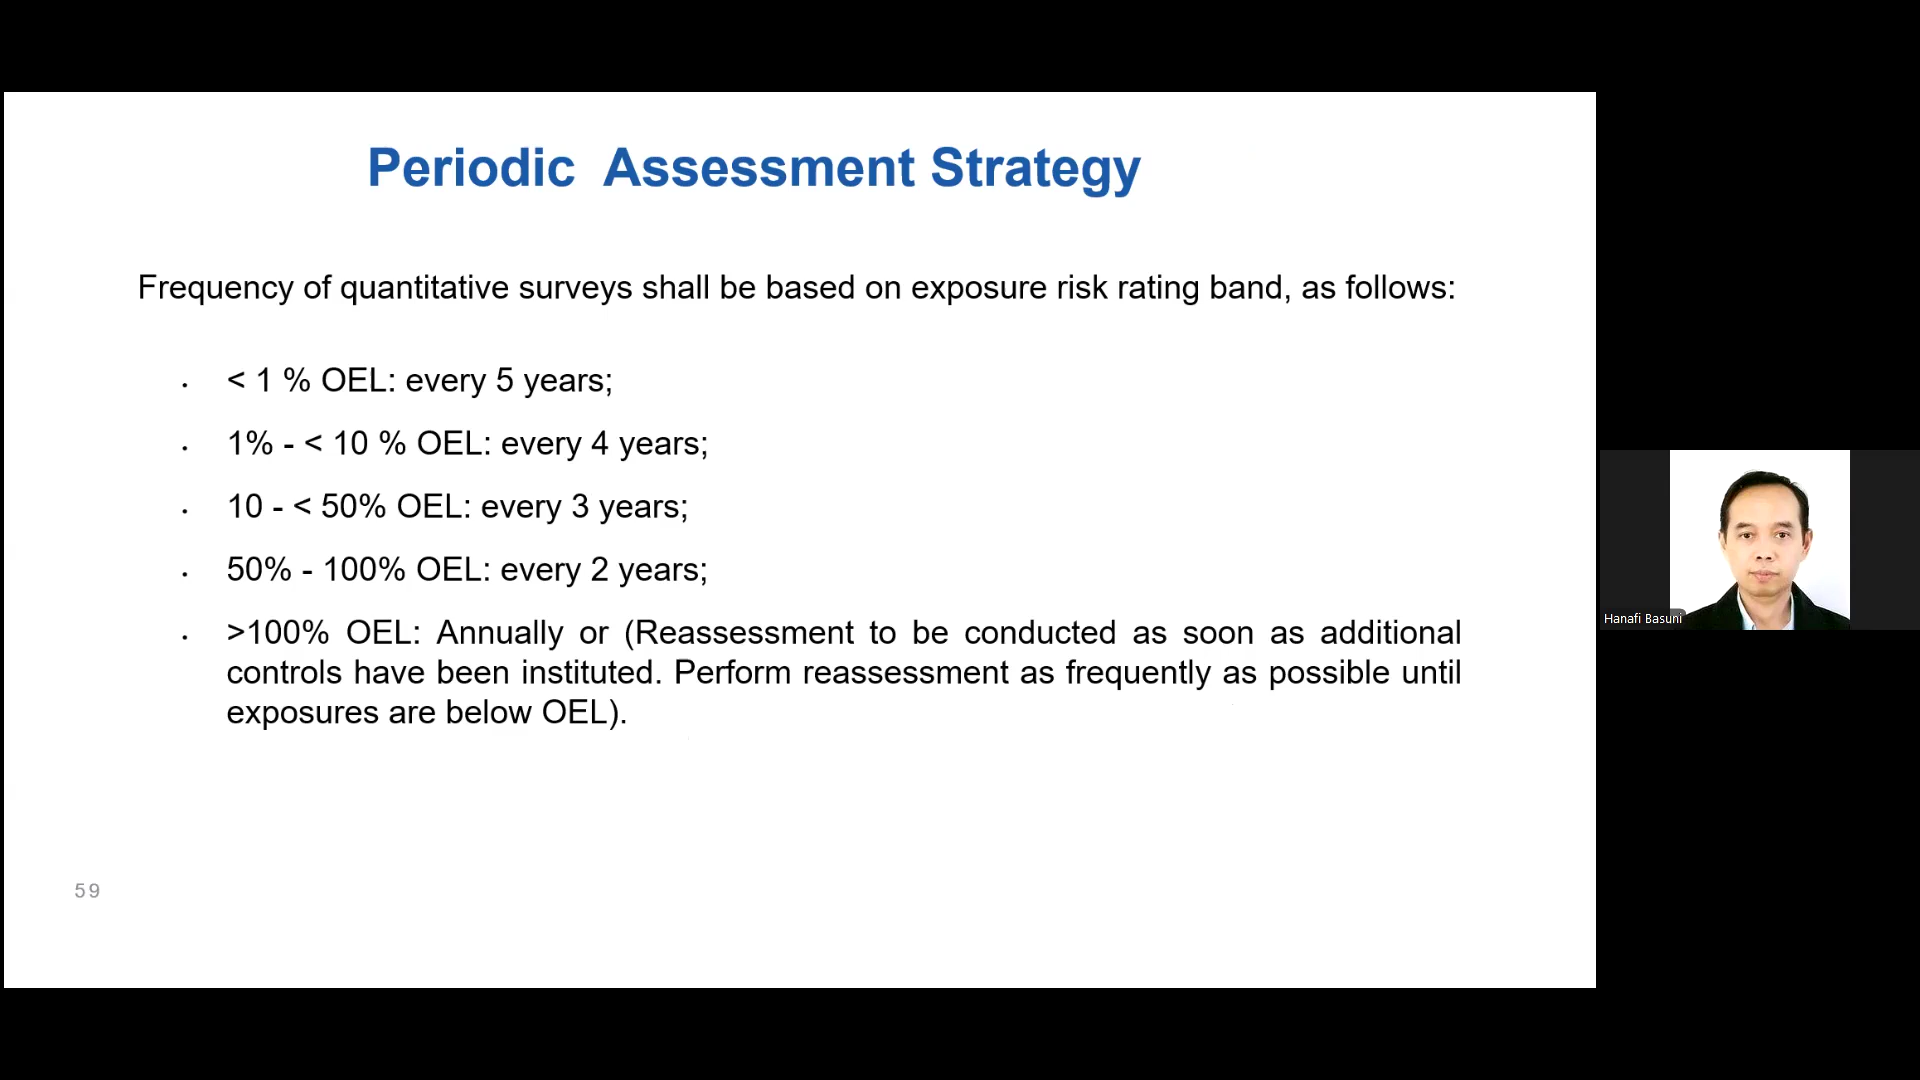 Periodic  Assessment Strategy
Frequency of quantitative surveys shall be based on exposure risk rating band, as follows:
• < 1 % OEL: every 5 years;
• 1% - < 10 % OEL: every 4 years;
• 10 - < 50% OEL: every 3 years;
• 50% - 100% OEL: every 2 years;
• >100% OEL: Annually or (Reassessment to be conducted as soon as additional
controls have been instituted. Perform reassessment as frequently as possible until
exposures are below OEL).
59
Hanafi Basuni